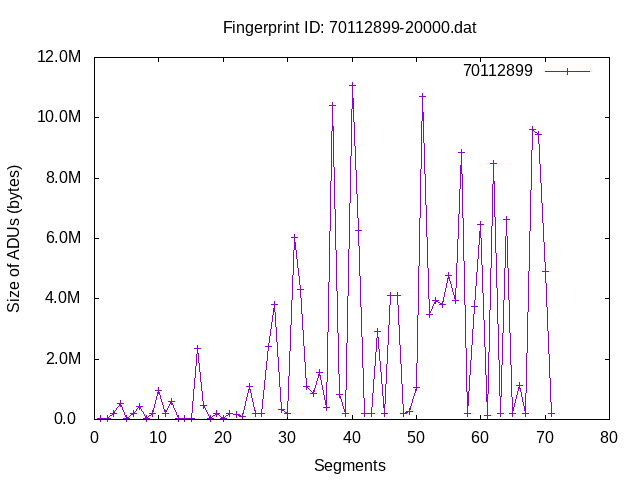 Fingerprint ID: 70112899-20000.dat
70112899
12.0M
10.0M
8.0M
6.0M
4.0M
2.0M
0.0
Size of ADUs (bytes)
0 10 20 30 40 50 60 70 80
Segments